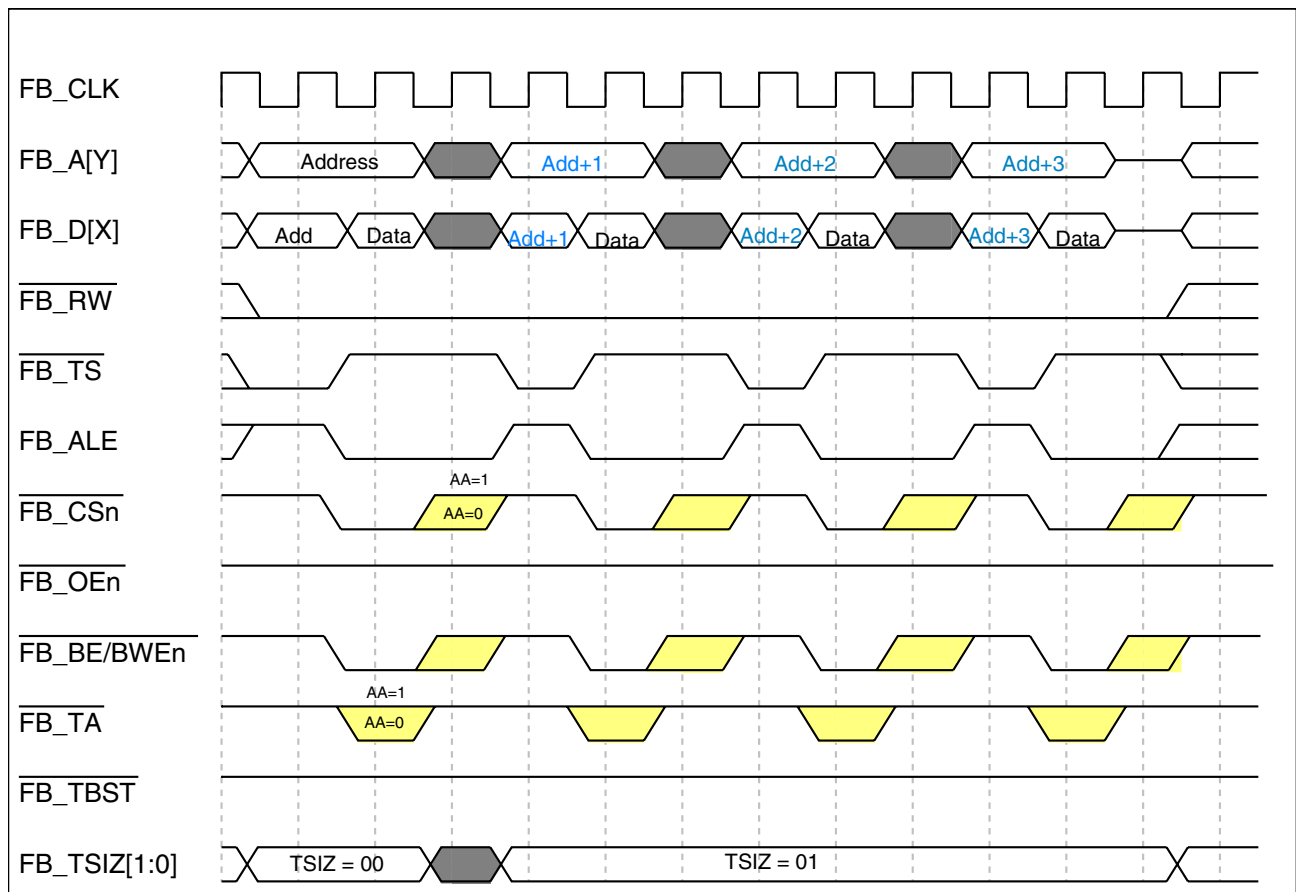 FB_CLK
FB_A[Y] Address Add+1 Add+2 Add+3
FB_D[X] Add Data Add+1 Data Add+2 Data Add+3 Data
FB_RW
FB_TS
FB_ALE
AA=1
FB_CSn AA=0
FB_OEn
FB_BE/BWEn
AA=1
FB_TA AA=0
FB_TBST
FB_TSIZ[1:0] TSIZ = 00 TSIZ = 01